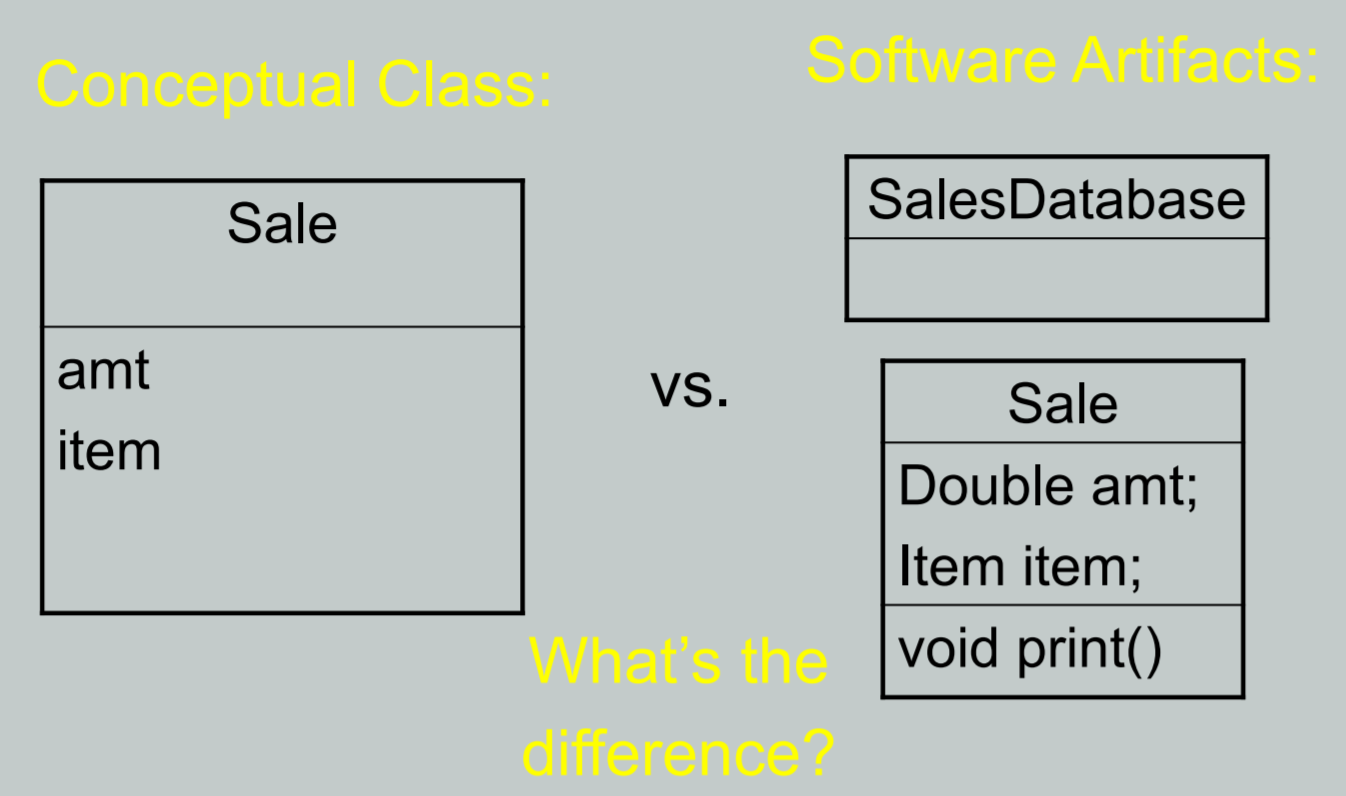 Conceptual Class:
Software Artifacts:
Sale
amt
item
vs.
SalesDatabase
Sale
Double amt;
Item item;
void print()
What’s the
difference?